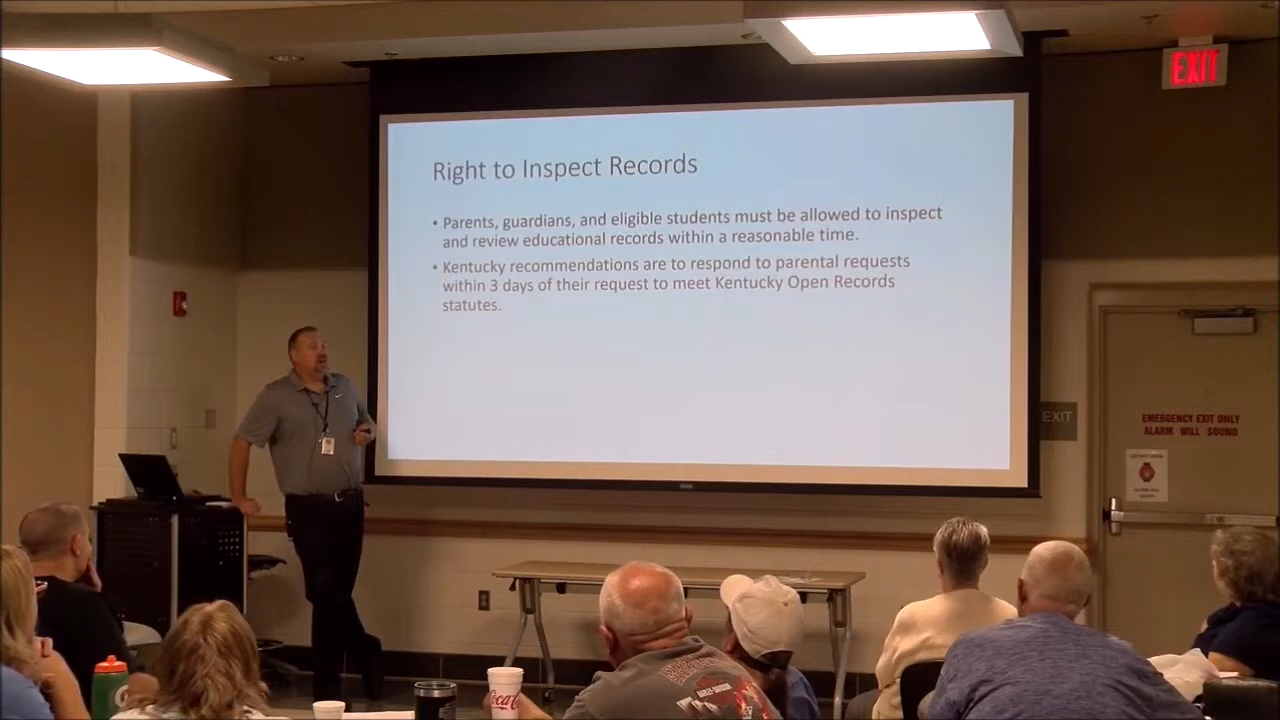 EXIT
Right to Inspect Records
• Parents, guardians, and eligible students must be allowed to inspect
and review educational records within a reasonable time.
• Kentucky recommendations are to respond to parental requests
within 3 days of their request to meet Kentucky Open Records
statutes.
EXIT
EMERGENCY EXIT ONLY
ALARM WILL SOUND
HARLEY-DAVIDSON
Coca-Cola